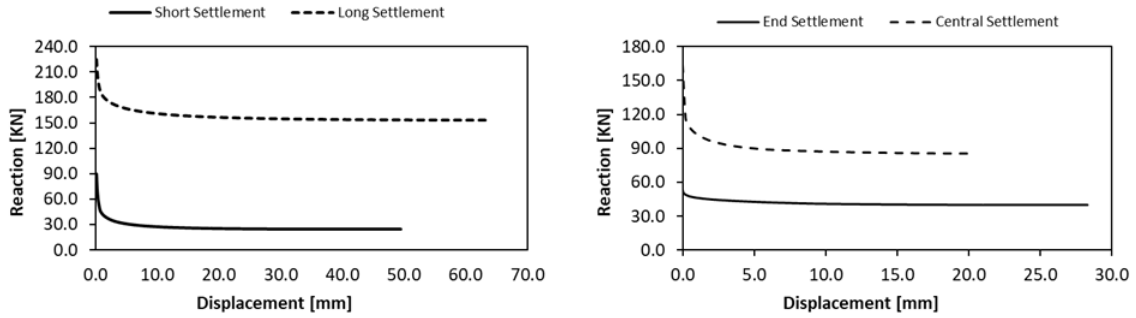 Short Settlement Long Settlement
Reaction [KN]
240.0
210.0
180.0
150.0
120.0
90.0
60.0
30.0
0.0
0.0 10.0 20.0 30.0 40.0 50.0 60.0 70.0
Displacement [mm]
End Settlement Central Settlement
Reaction [KN]
180.0
150.0
120.0
90.0
60.0
30.0
0.0
0.0 5.0 10.0 15.0 20.0 25.0 30.0
Displacement [mm]